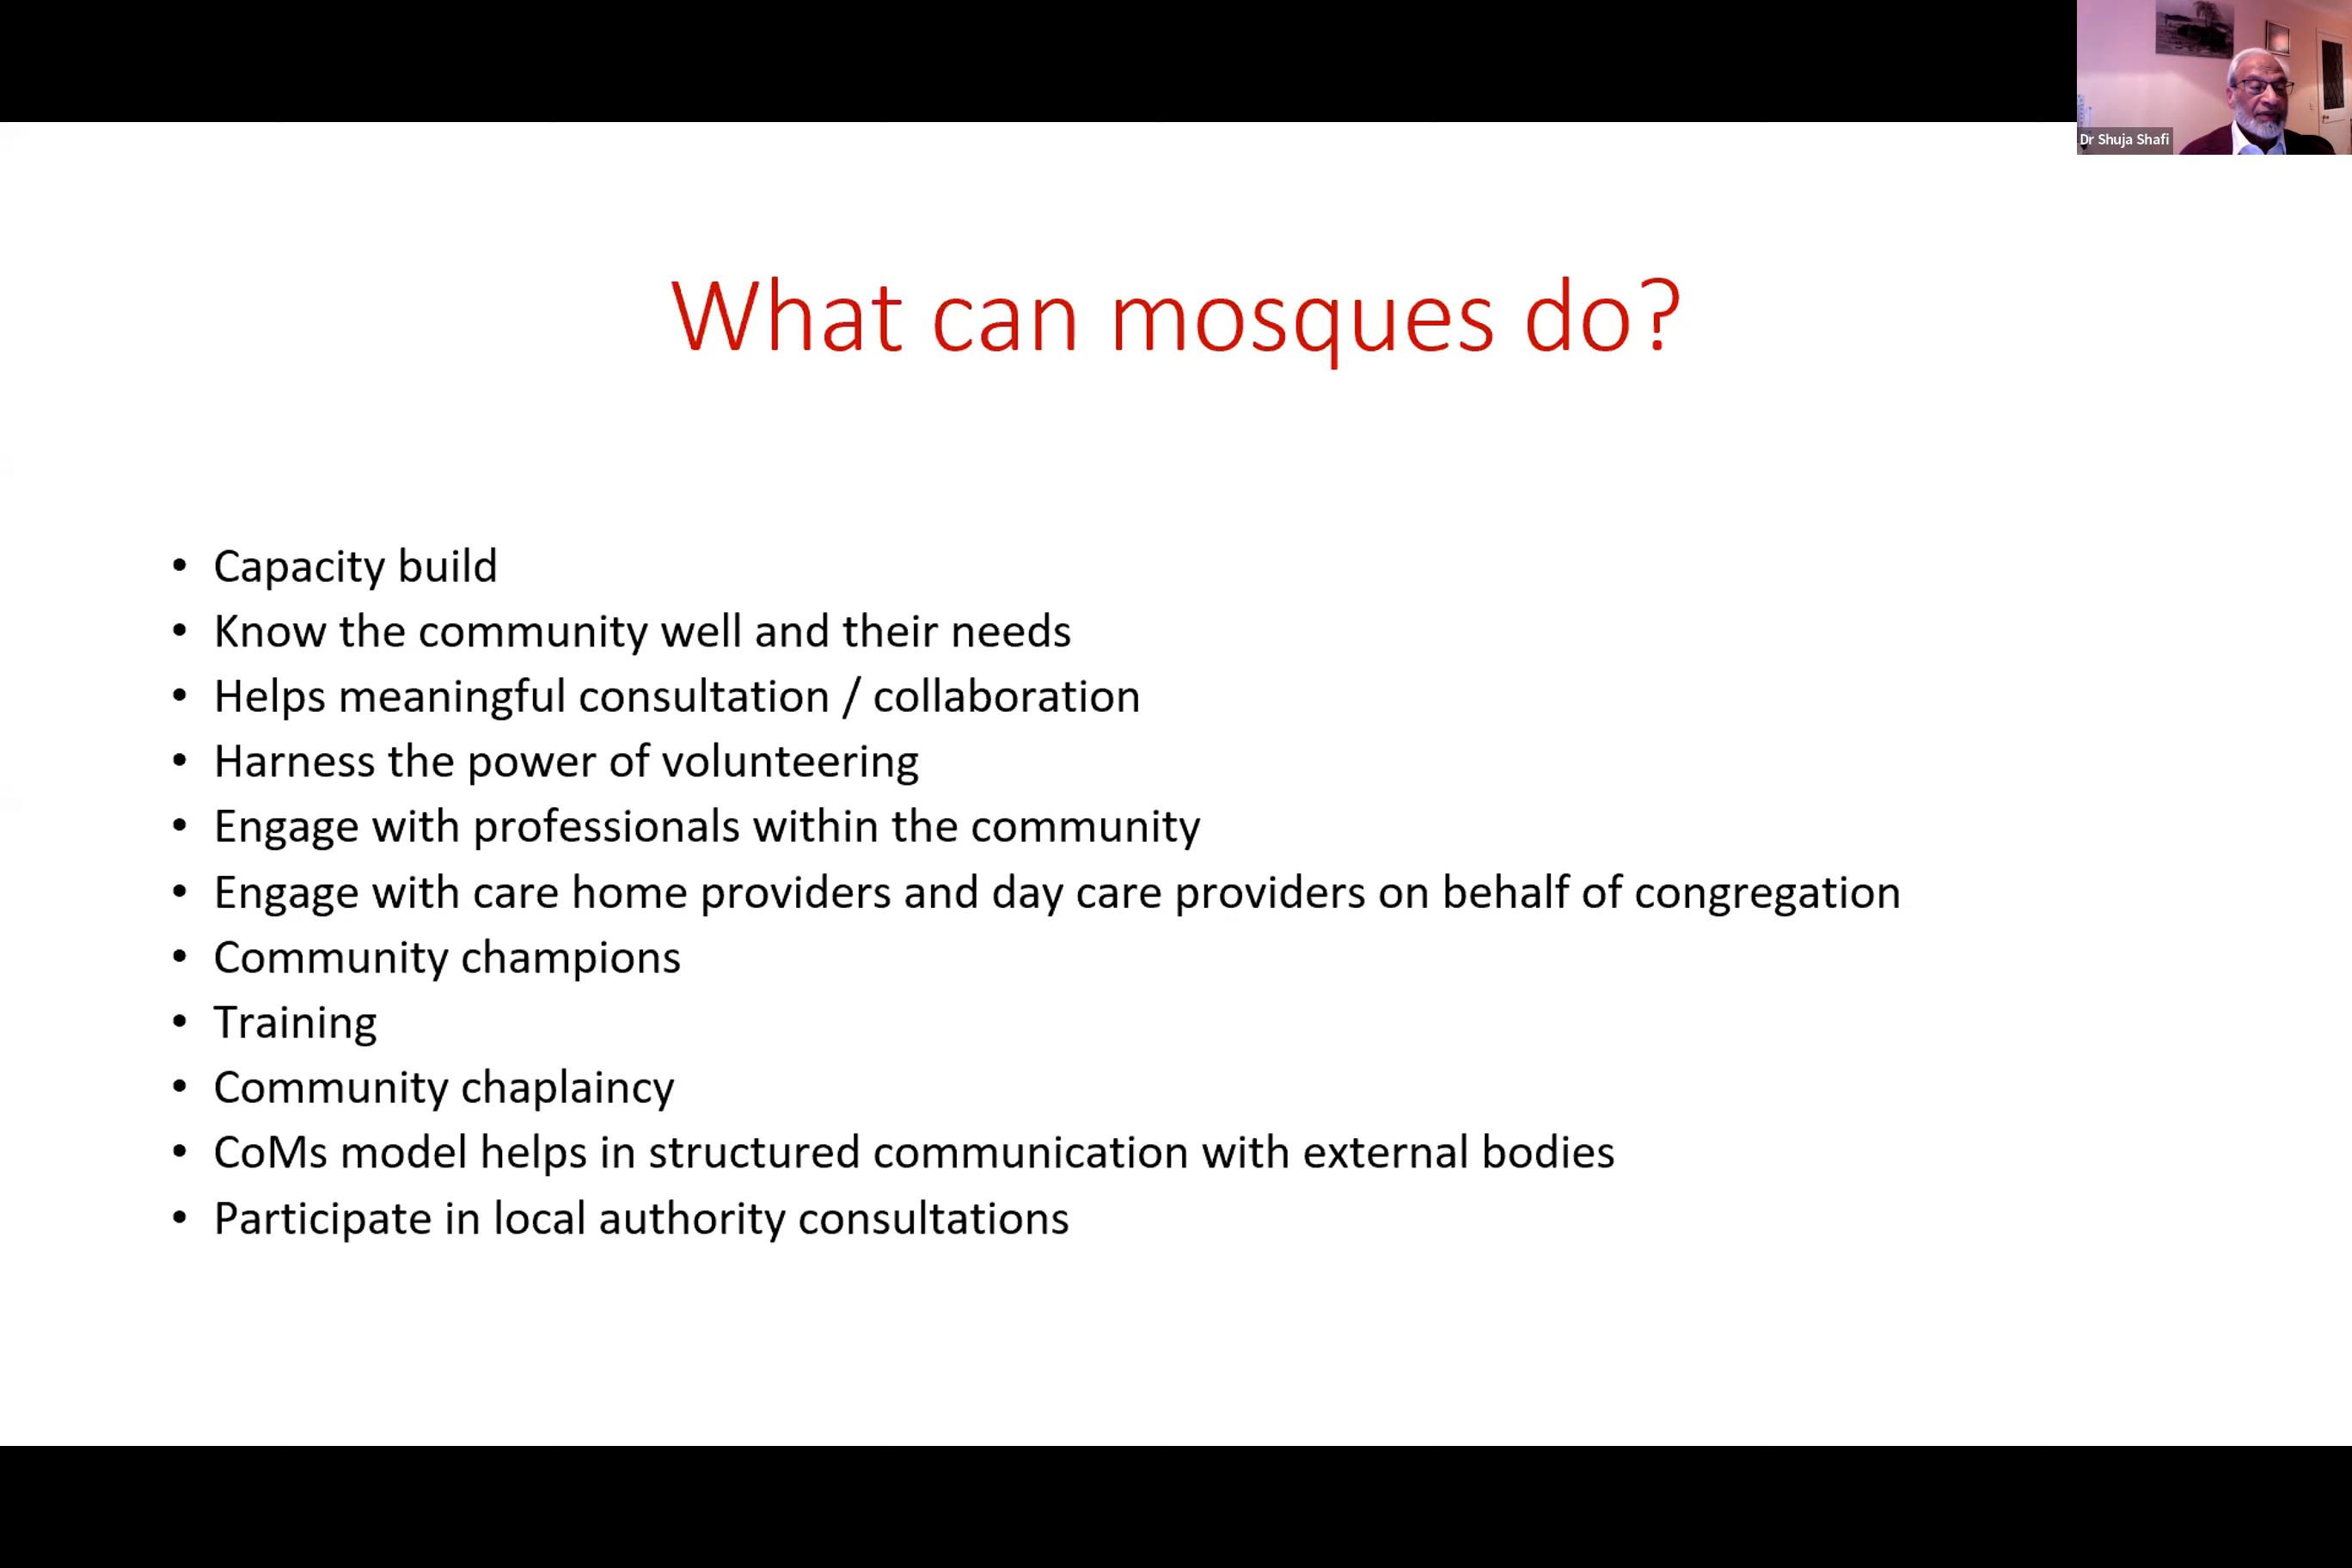 Dr Shuja Shafi
What can mosques do?
• Capacity build
• Know the community well and their needs
• Helps meaningful consultation / collaboration
• Harness the power of volunteering
• Engage with professionals within the community
• Engage with care home providers and day care providers on behalf of congregation
• Community champions
• Training
• Community chaplaincy
• CoMs model helps in structured communication with external bodies
• Participate in local authority consultations